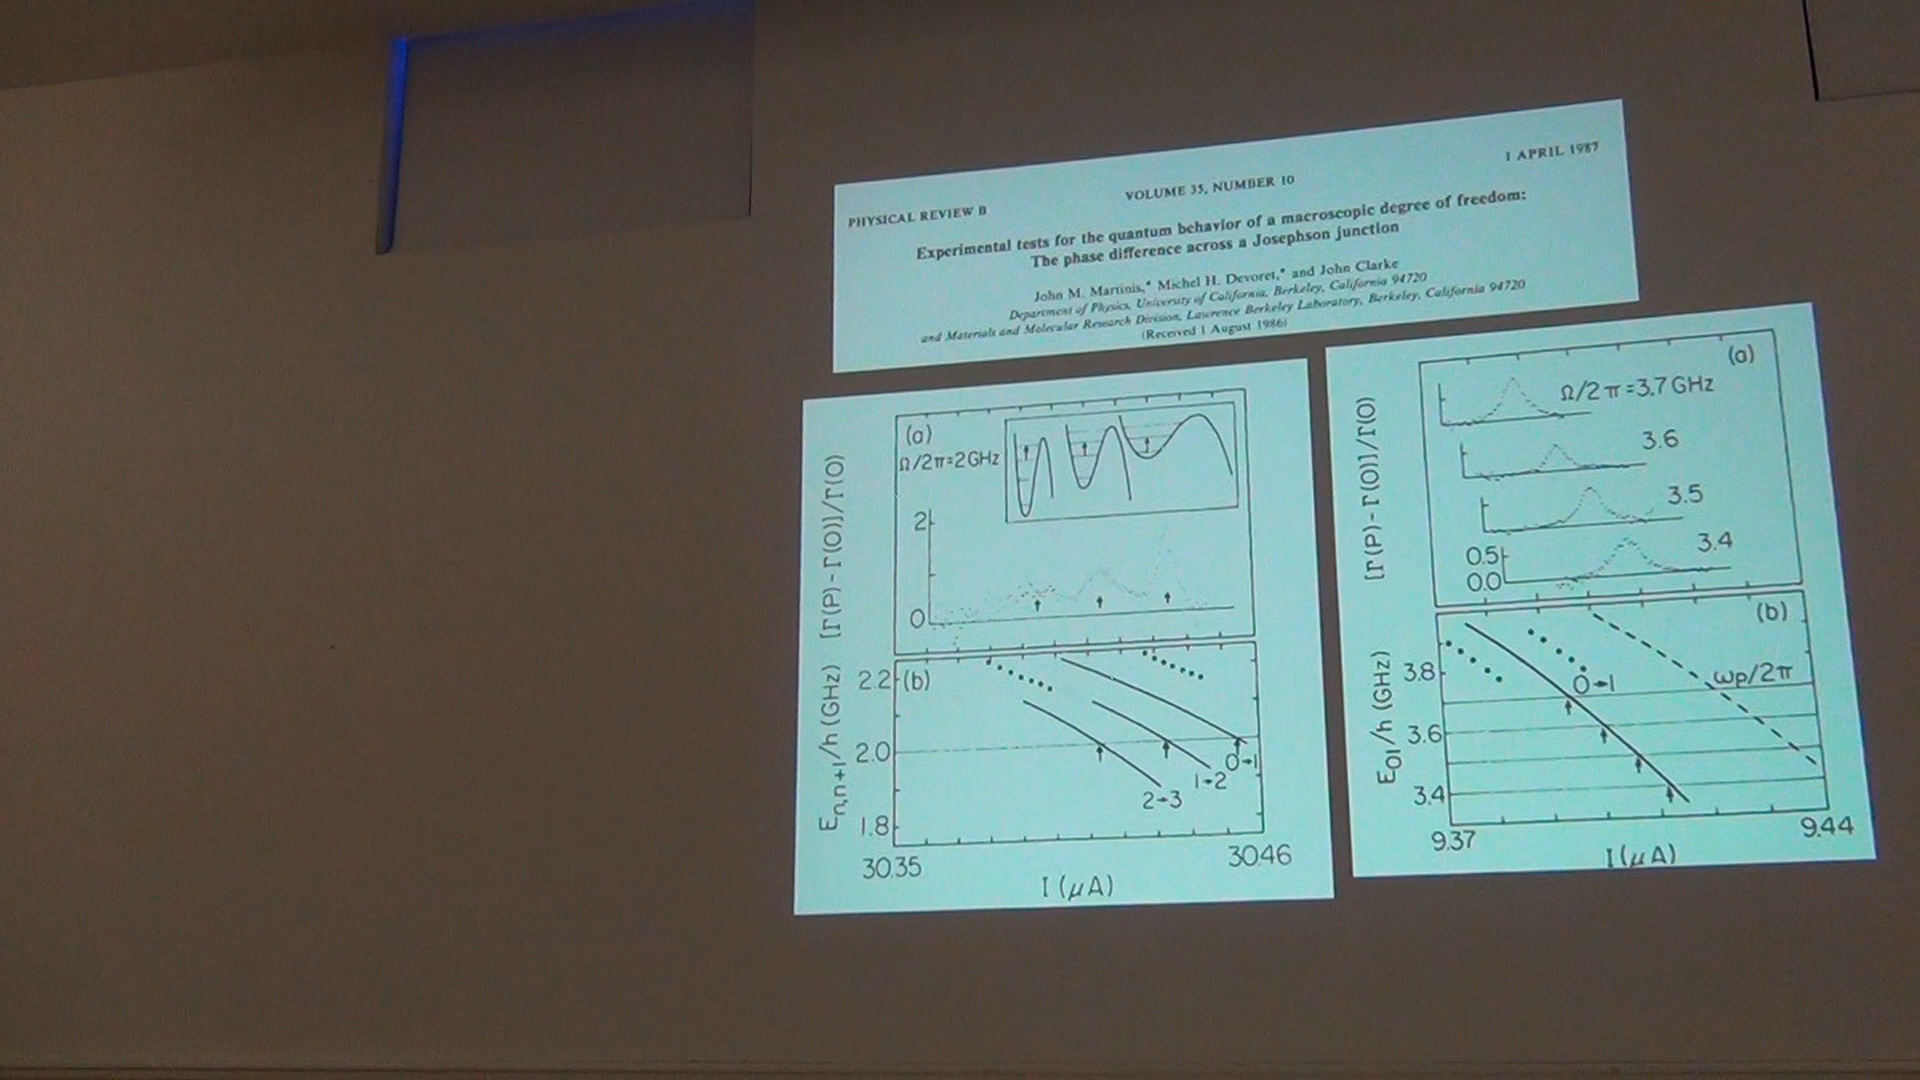 PHYSICAL REVIEW B
VOLUME 35, NUMBER 10
1 APRIL 1987
Experimental tests for the quantum behavior of a macroscopic degree of freedom:
The phase difference across a Josephson junction
John M. Martinis,* Michel H. Devoret,* and John Clarke
Department of Physics, University of California, Berkeley, California 94720
and Materials and Molecular Research Division, Lawrence Berkeley Laboratory, Berkeley, California 94720
(Received 1 August 1986)
(a)
Ω/2π=2GHz
2
0
[Γ(P)-Γ(O)]/Γ(O)
2.2
(b)
2.0
1.8
En,n+1/h (GHz)
0→1
1→2
2→3
30.35
30.46
I (μA)
(a)
Ω/2π=3.7 GHz
3.6
3.5
3.4
0.5
0.0
[Γ(P)-Γ(O)]/Γ(O)
(b)
3.8
0→1
ωp/2π
3.6
3.4
E01/h (GHz)
9.37
9.44
I (μA)